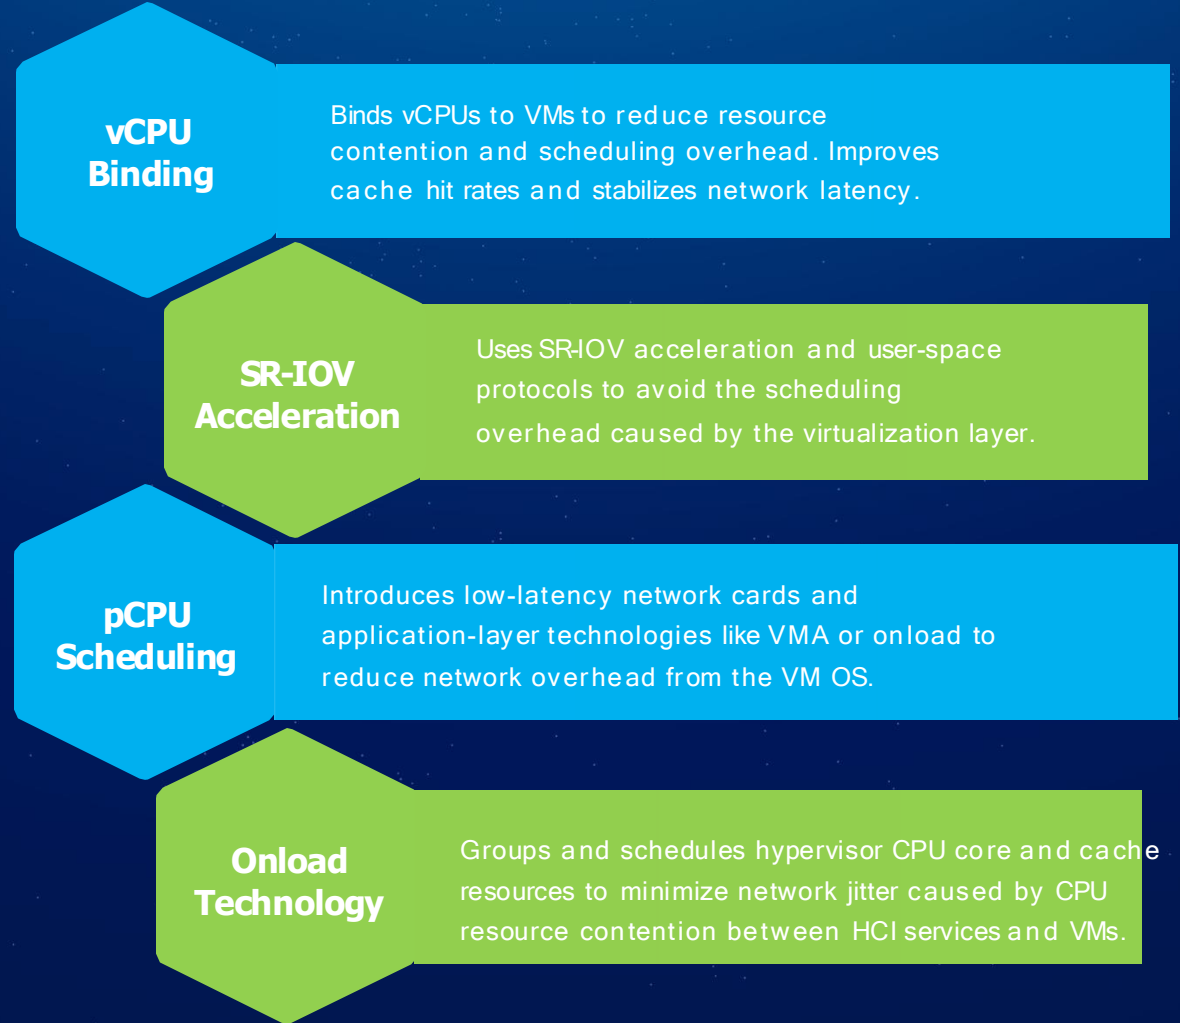 vCPU
Binding
Binds vCPUs to VMs to reduce resource
contention and scheduling overhead. Improves
cache hit rates and stabilizes network latency.
SR-IOV
Acceleration
Uses SR-IOV acceleration and user-space
protocols to avoid the scheduling
overhead caused by the virtualization layer.
pCPU
Scheduling
Introduces low-latency network cards and
application-layer technologies like VMA or onload to
reduce network overhead from the VM OS.
Onload
Technology
Groups and schedules hypervisor CPU core and cache
resources to minimize network jitter caused by CPU
resource contention between HCI services and VMs.